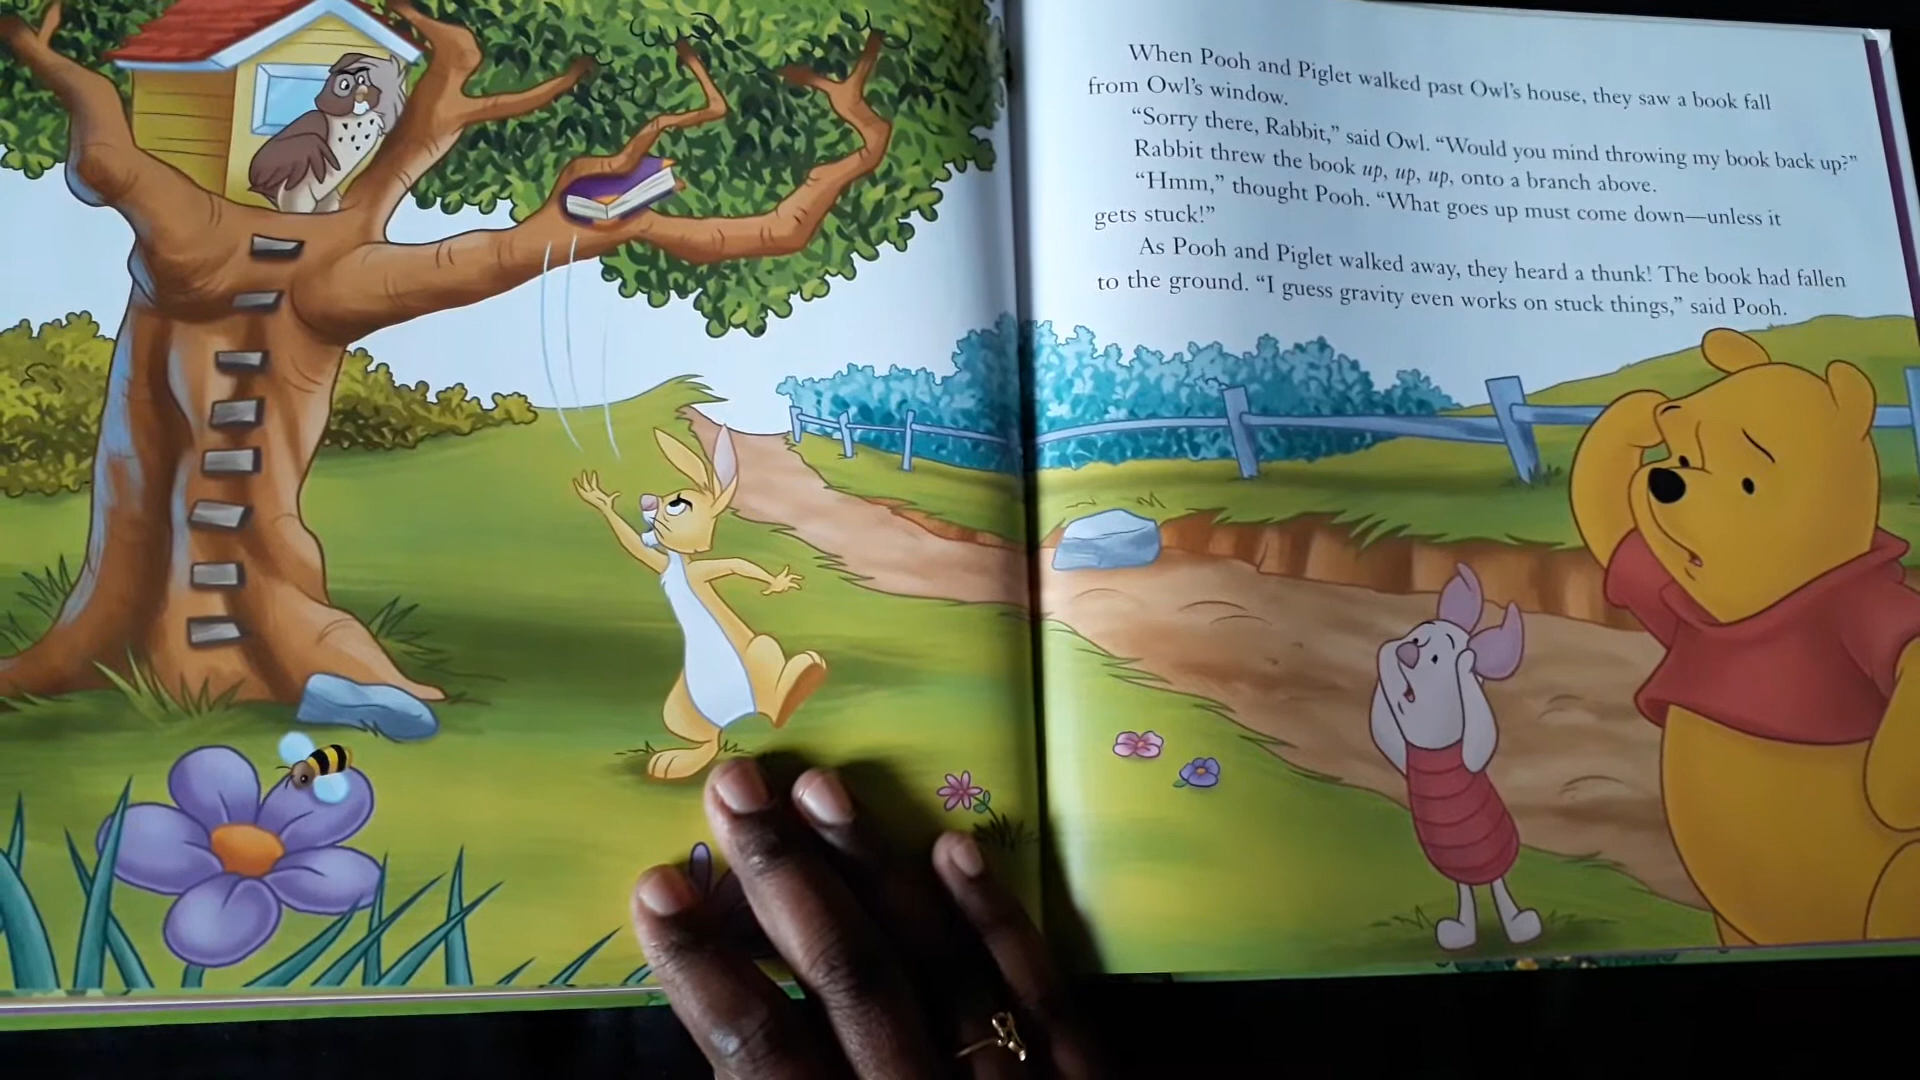 When Pooh and Piglet walked past Owl’s house, they saw a book fall
from Owl’s window.
“Sorry there, Rabbit,” said Owl. “Would you mind throwing my book back up?”
Rabbit threw the book up, up, up, onto a branch above.
“Hmm,” thought Pooh. “What goes up must come down—unless it
gets stuck!”
As Pooh and Piglet walked away, they heard a thunk! The book had fallen
to the ground. “I guess gravity even works on stuck things,” said Pooh.